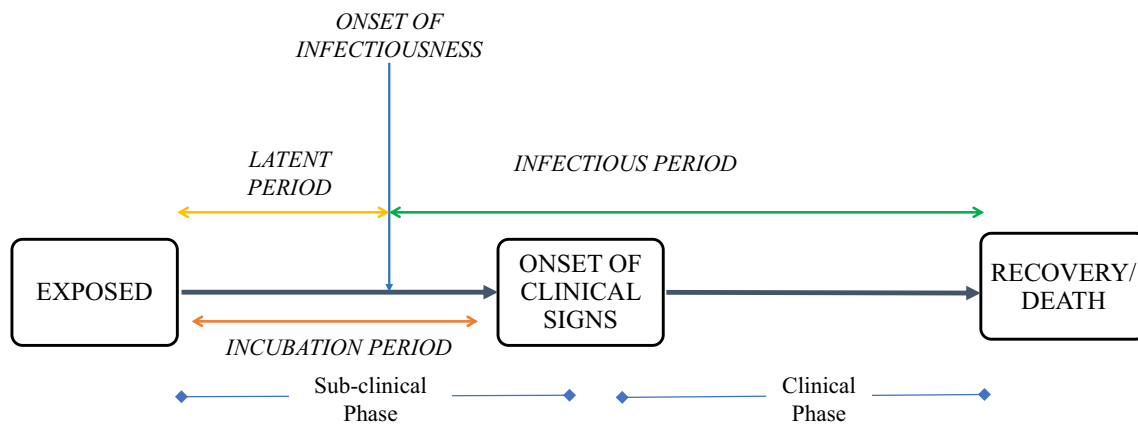 ONSET OF
INFECTIOUSNESS
LATENT
PERIOD
INFECTIOUS PERIOD
EXPOSED
ONSET OF
CLINICAL
SIGNS
RECOVERY/
DEATH
INCUBATION PERIOD
Sub-clinical
Phase
Clinical
Phase